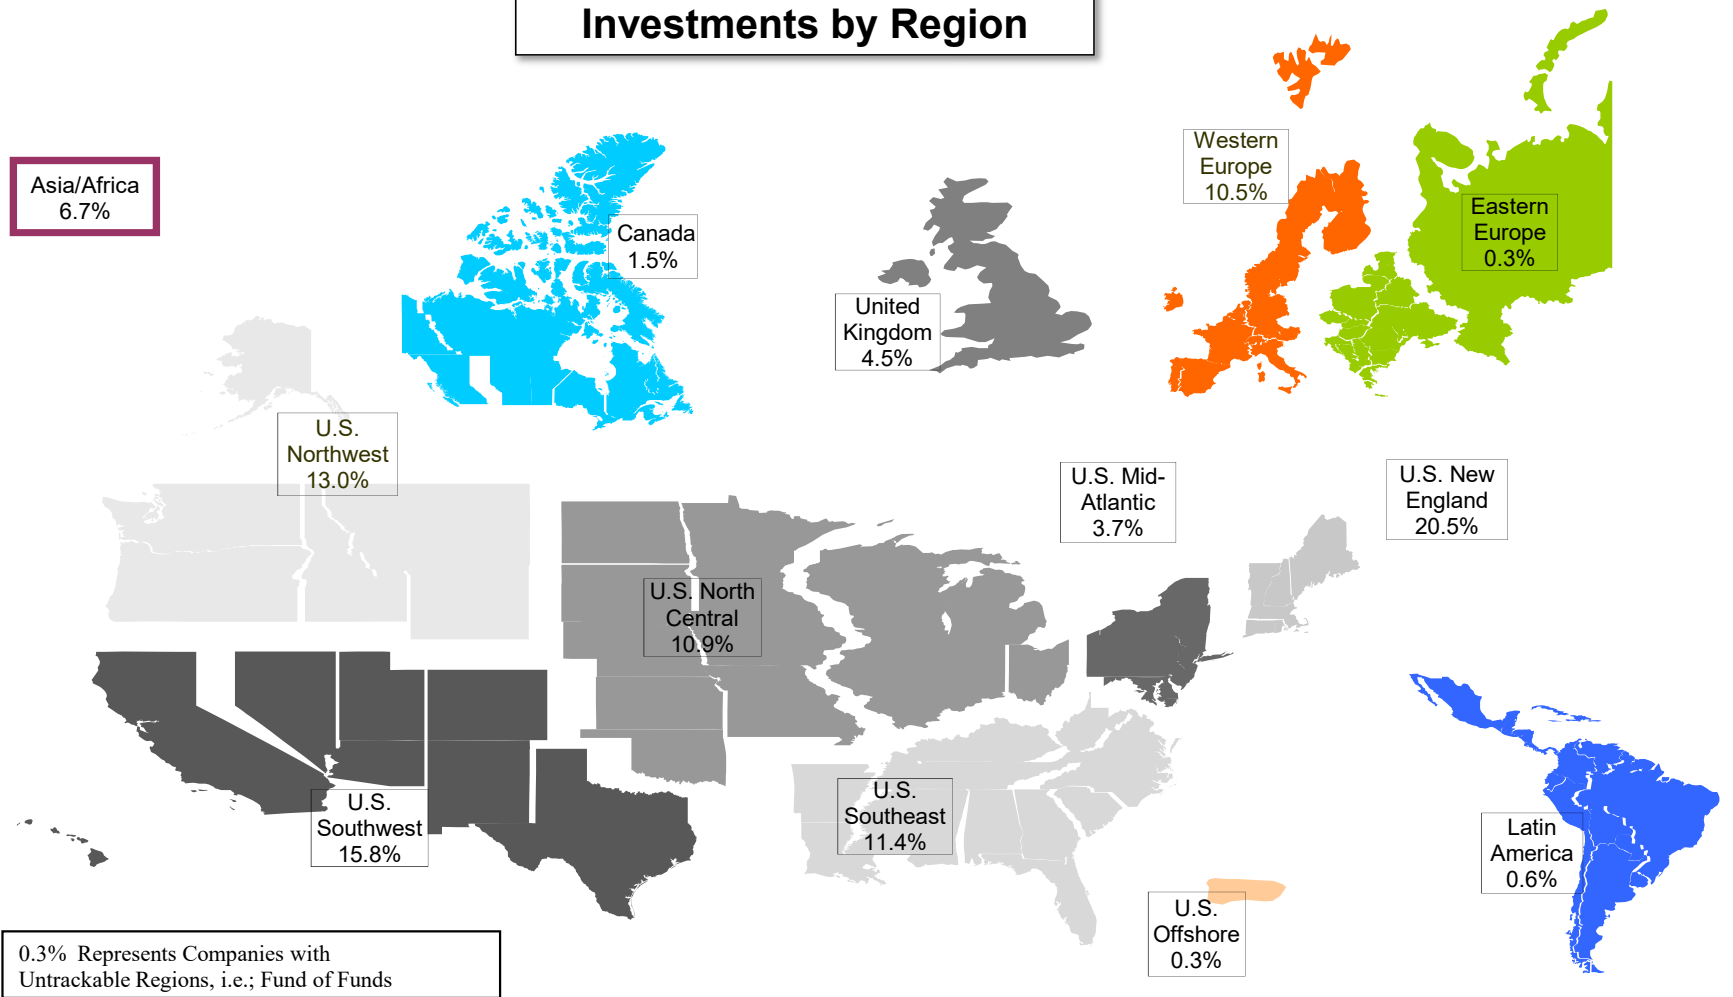 Investments by Region
Asia/Africa
6.7%
Canada
1.5%
United
Kingdom
4.5%
Western
Europe
10.5%
Eastern
Europe
0.3%
U.S.
Northwest
13.0%
U.S. Mid-
Atlantic
3.7%
U.S. New
England
20.5%
U.S. North
Central
10.9%
U.S.
Southwest
15.8%
U.S.
Southeast
11.4%
Latin
America
0.6%
U.S.
Offshore
0.3%
0.3%  Represents Companies with
Untrackable Regions, i.e.; Fund of Funds